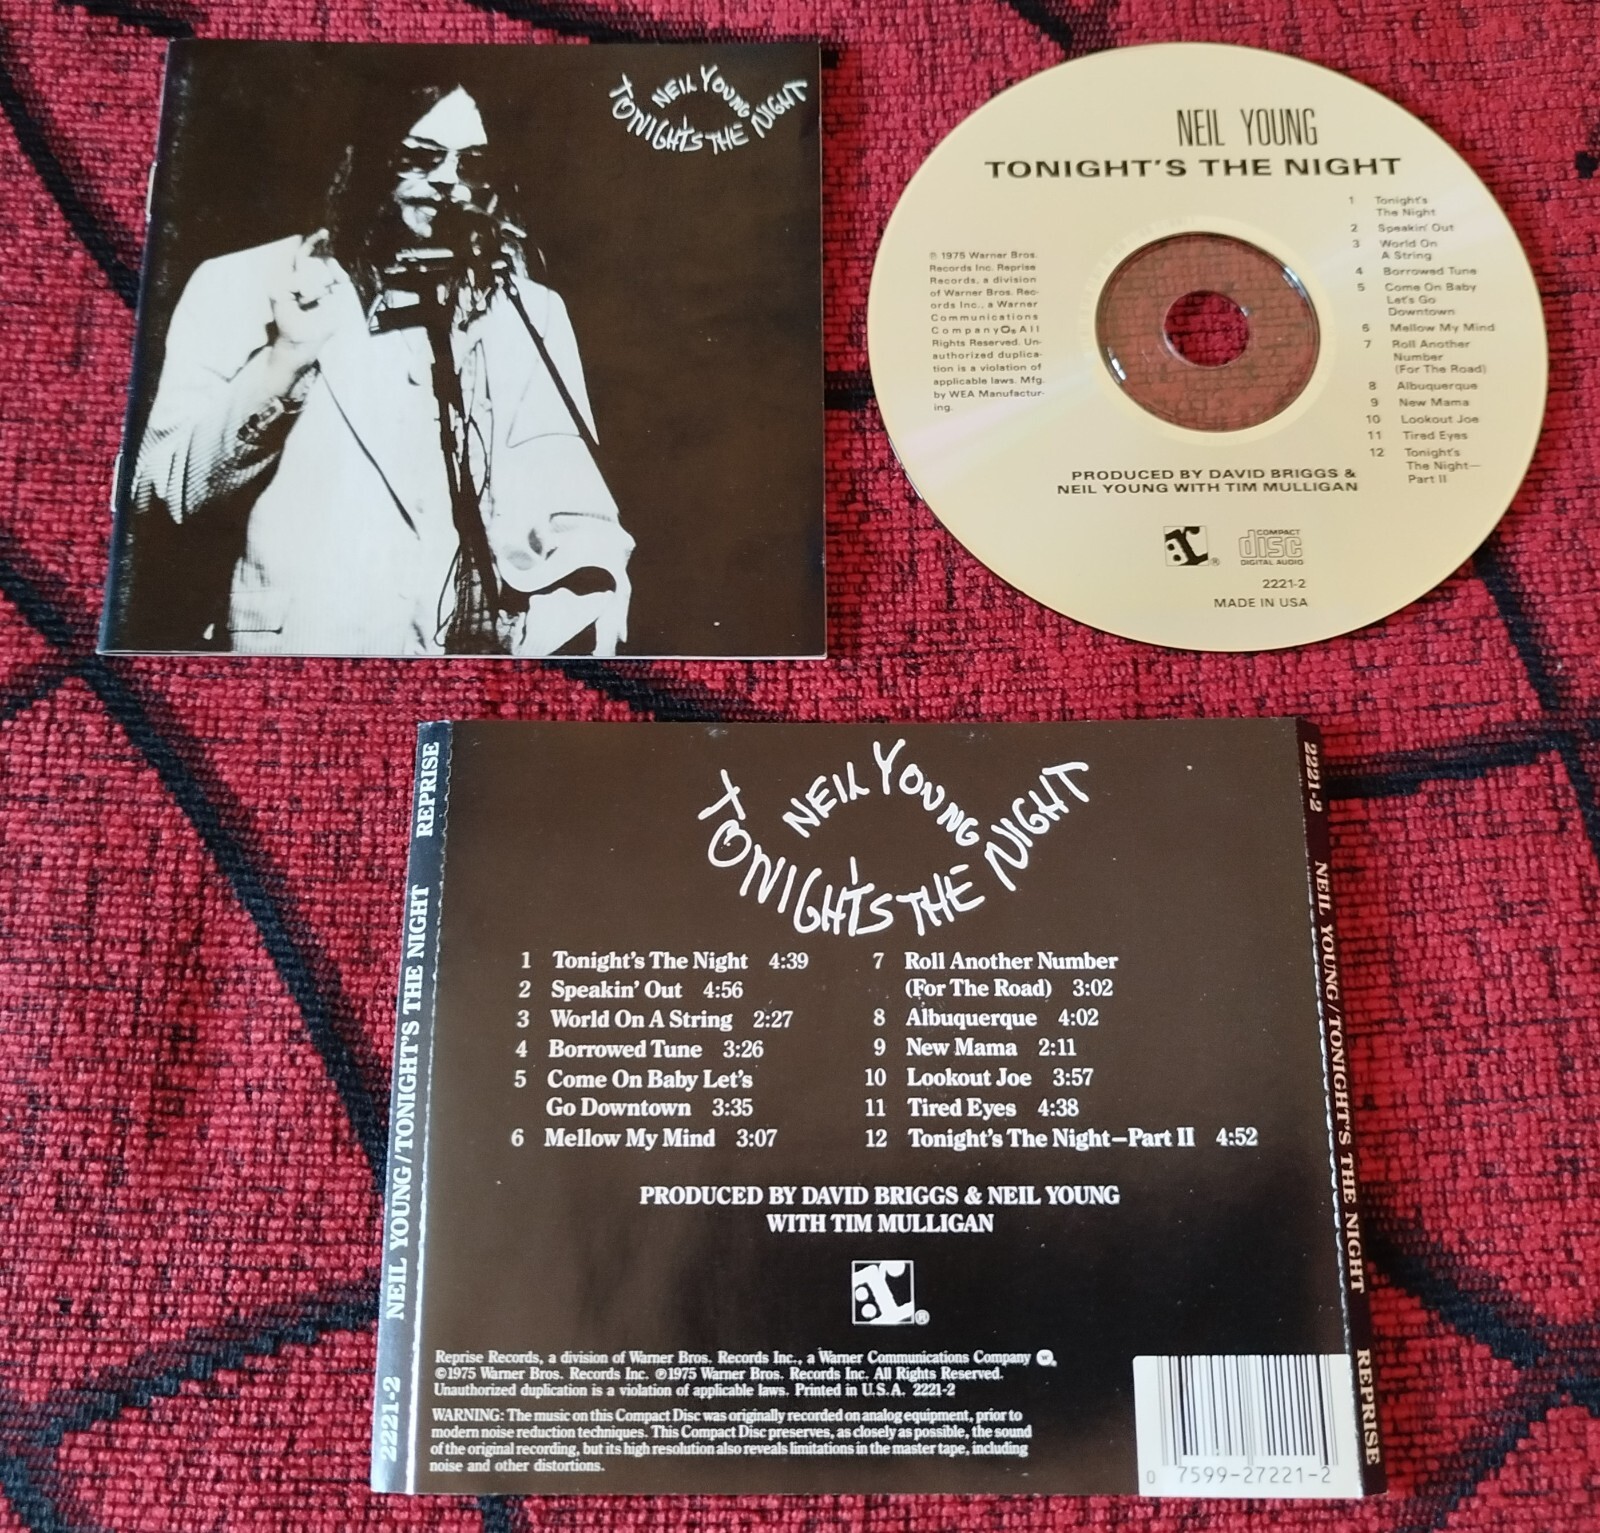 NEIL YOUNG
TONIGHT'S THE NIGHT
NEIL YOUNG
TONIGHT'S THE NIGHT
1 Tonight's
The Night
2 Speakin' Out
3 World On
A String
4 Borrowed Tune
5 Come On Baby
Let's Go
Downtown
6 Mellow My Mind
7 Roll Another
Number
(For The Road)
8 Albuquerque
9 New Mama
10 Lookout Joe
11 Tired Eyes
12 Tonight's
The Night—
Part II
℗ 1975 Warner Bros.
Records Inc. Reprise
Records, a division
of Warner Bros. Rec-
ords Inc., a Warner
Communications
Company. All
Rights Reserved. Un-
authorized duplica-
tion is a violation of
applicable laws. Mfg.
by WEA Manufactur-
ing.
PRODUCED BY DAVID BRIGGS &
NEIL YOUNG WITH TIM MULLIGAN
r ®
COMPACT
disc
DIGITAL AUDIO
2221-2
MADE IN USA
2221-2 NEIL YOUNG/TONIGHT'S THE NIGHT REPRISE
NEIL YOUNG
TONIGHT'S THE NIGHT
1 Tonight's The Night 4:39
2 Speakin' Out 4:56
3 World On A String 2:27
4 Borrowed Tune 3:26
5 Come On Baby Let's
Go Downtown 3:35
6 Mellow My Mind 3:07
7 Roll Another Number
(For The Road) 3:02
8 Albuquerque 4:02
9 New Mama 2:11
10 Lookout Joe 3:57
11 Tired Eyes 4:38
12 Tonight's The Night—Part II 4:52
PRODUCED BY DAVID BRIGGS & NEIL YOUNG
WITH TIM MULLIGAN
r ®
Reprise Records, a division of Warner Bros. Records Inc., a Warner Communications Company
©1975 Warner Bros. Records Inc. ℗1975 Warner Bros. Records Inc. All Rights Reserved.
Unauthorized duplication is a violation of applicable laws. Printed in U.S.A. 2221-2
WARNING: The music on this Compact Disc was originally recorded on analog equipment, prior to
modern noise reduction techniques. This Compact Disc preserves, as closely as possible, the sound
of the original recording, but its high resolution also reveals limitations in the master tape, including
noise and other distortions.
0 7599-27221-2
2221-2 NEIL YOUNG/TONIGHT'S THE NIGHT REPRISE